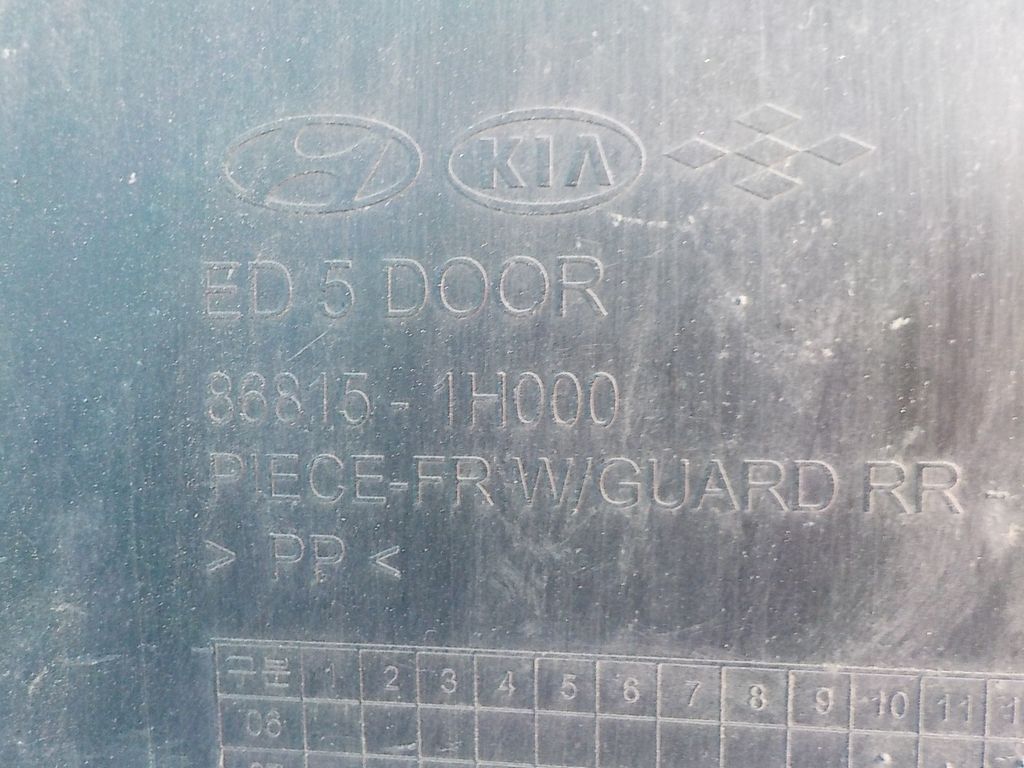 KIA
ED 5 DOOR
86815 - 1H000
PIECE-FR W/GUARD RR -
> PP <
구분 1 2 3 4 5 6 7 8 9 10 11
06